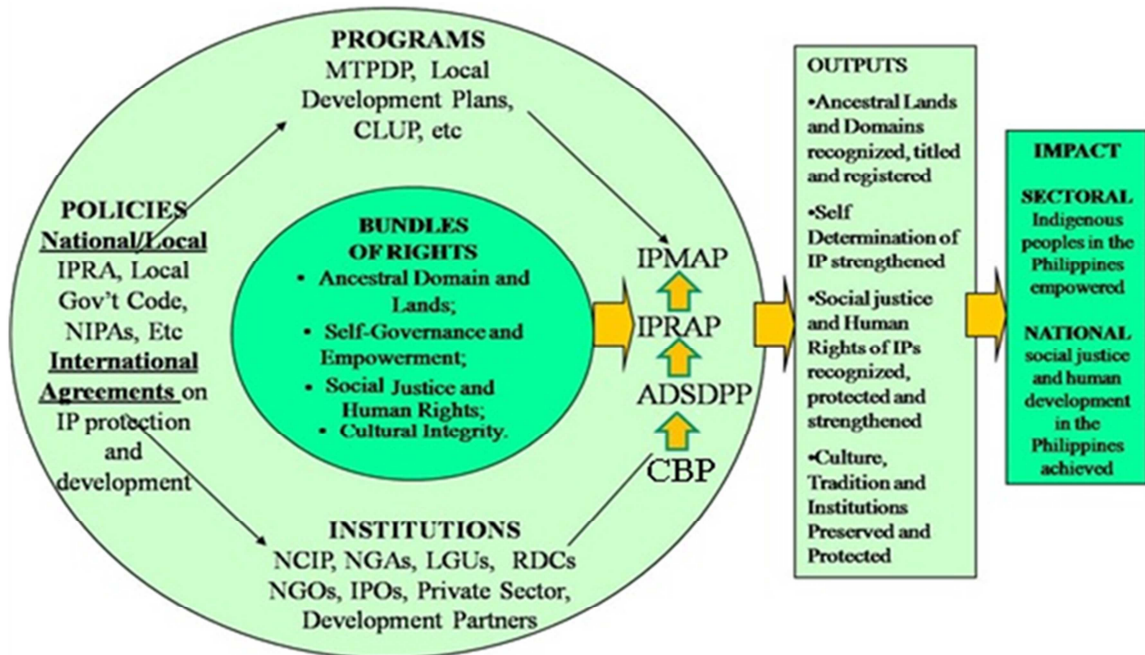 PROGRAMS
MTPDP, Local
Development Plans,
CLUP, etc
POLICIES
National/Local
IPRA, Local
Gov't Code,
NIPAs, Etc
International
Agreements on
IP protection
and
development
BUNDLES
OF RIGHTS
• Ancestral Domain and
Lands;
• Self-Governance and
Empowerment;
• Social Justice and
Human Rights;
• Cultural Integrity.
IPMAP
IPRAP
ADSDPP
CBP
INSTITUTIONS
NCIP, NGAs, LGUs, RDCs
NGOs, IPOs, Private Sector,
Development Partners
OUTPUTS
•Ancestral Lands
and Domains
recognized, titled
and registered
•Self
Determination of
IP strengthened
•Social justice
and Human
Rights of IPs
recognized,
protected and
strengthened
•Culture,
Tradition and
Institutions
Preserved and
Protected
IMPACT
SECTORAL
Indigenous
peoples in the
Philippines
empowered
NATIONAL
social justice
and human
development
in the
Philippines
achieved